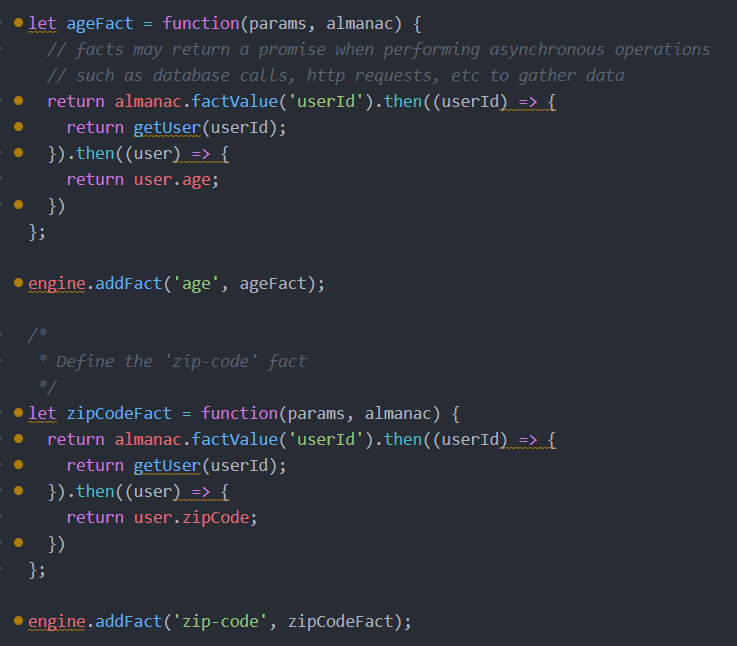 let ageFact = function(params, almanac) {
  // facts may return a promise when performing asynchronous operations
  // such as database calls, http requests, etc to gather data
  return almanac.factValue('userId').then((userId) => {
    return getUser(userId);
  }).then((user) => {
    return user.age;
  })
};

engine.addFact('age', ageFact);

/*
 * Define the 'zip-code' fact
 */
let zipCodeFact = function(params, almanac) {
  return almanac.factValue('userId').then((userId) => {
    return getUser(userId);
  }).then((user) => {
    return user.zipCode;
  })
};

engine.addFact('zip-code', zipCodeFact);